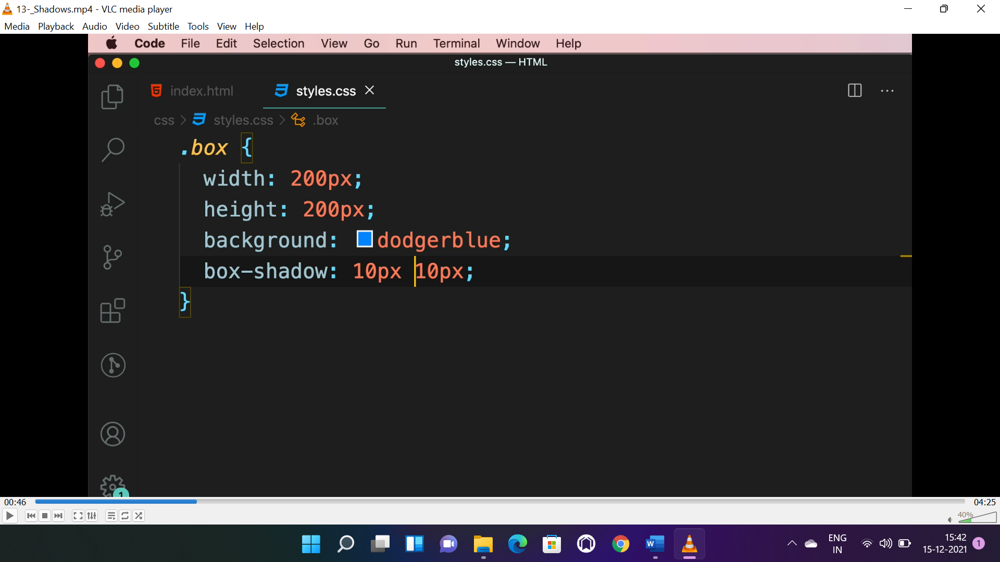 13-_Shadows.mp4 - VLC media player
Media Playback Audio Video Subtitle Tools View Help
Code File Edit Selection View Go Run Terminal Window Help
styles.css — HTML
index.html styles.css
css > styles.css > .box
.box {
width: 200px;
height: 200px;
background: dodgerblue;
box-shadow: 10px 10px;
}
1
00:46 04:25
40%
ENG
IN
15:42
15-12-2021
1